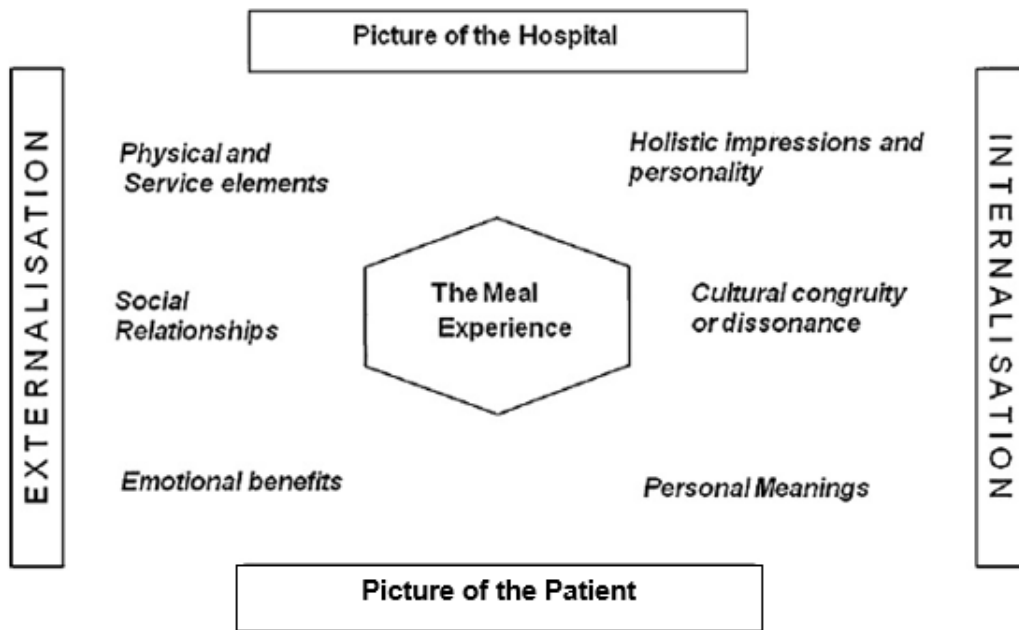 Picture of the Hospital
EXTERNALISATION
Physical and
Service elements
Holistic impressions and
personality
INTERNALISATION
Social
Relationships
The Meal
Experience
Cultural congruity
or dissonance
Emotional benefits
Personal Meanings
Picture of the Patient